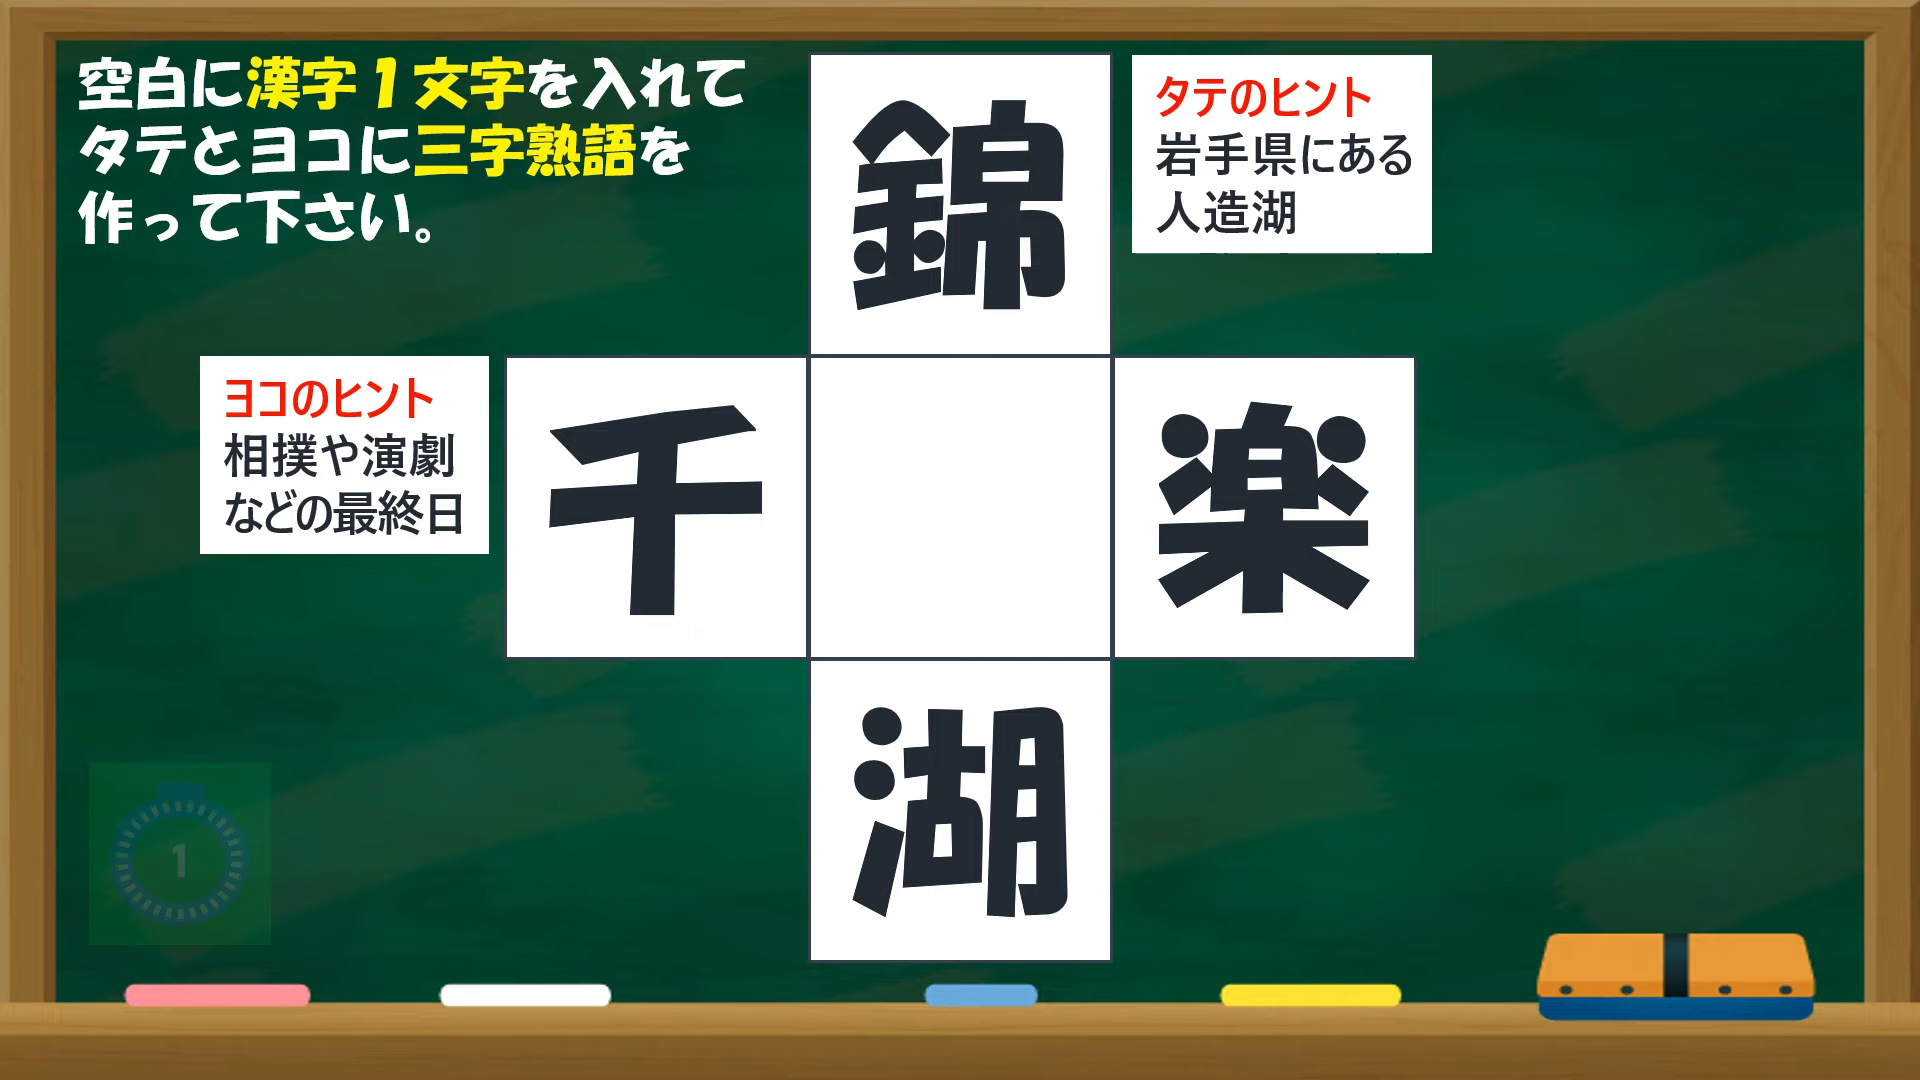 空白に漢字１文字を入れて
タテとヨコに三字熟語を
作って下さい。
錦
タテのヒント
岩手県にある
人造湖
ヨコのヒント
相撲や演劇
などの最終日
千
楽
湖
1